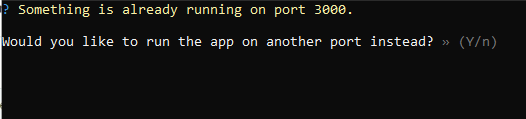 ? Something is already running on port 3000.
Would you like to run the app on another port instead? » (Y/n)